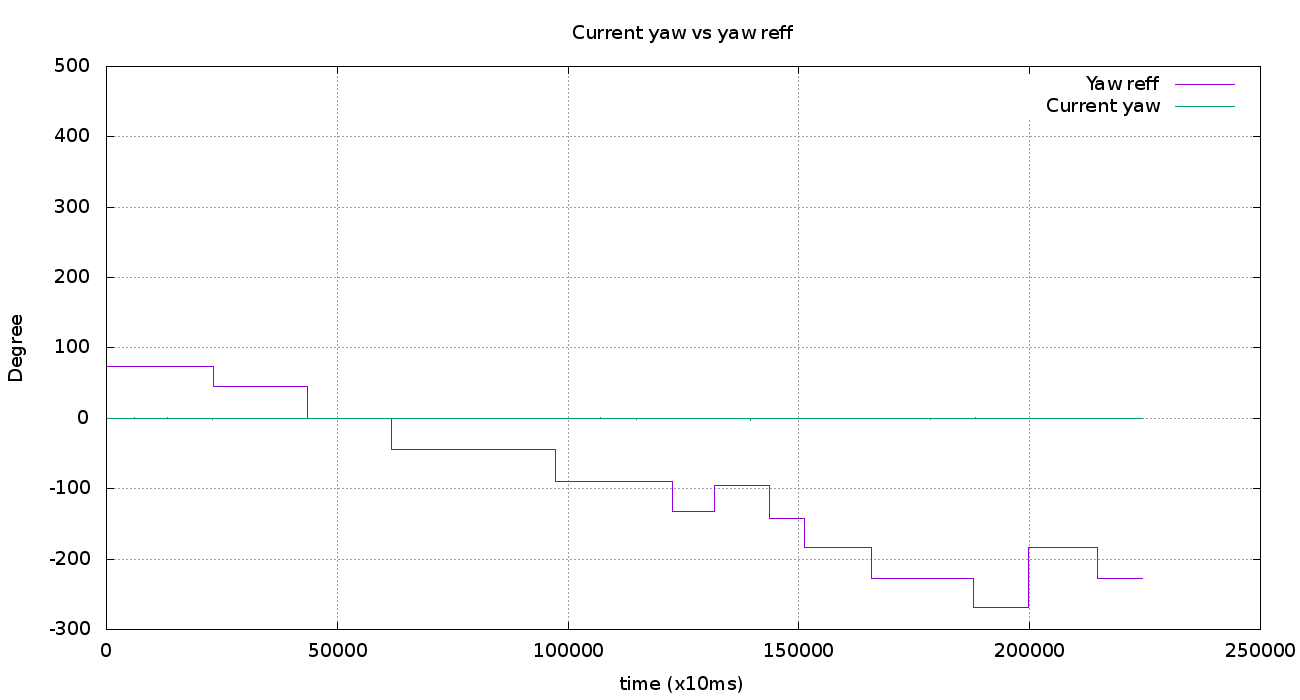 Current yaw vs yaw reff
500
400
300
200
100
0
-100
-200
-300
Degree
Yaw reff
Current yaw
0 50000 100000 150000 200000 250000
time (x10ms)